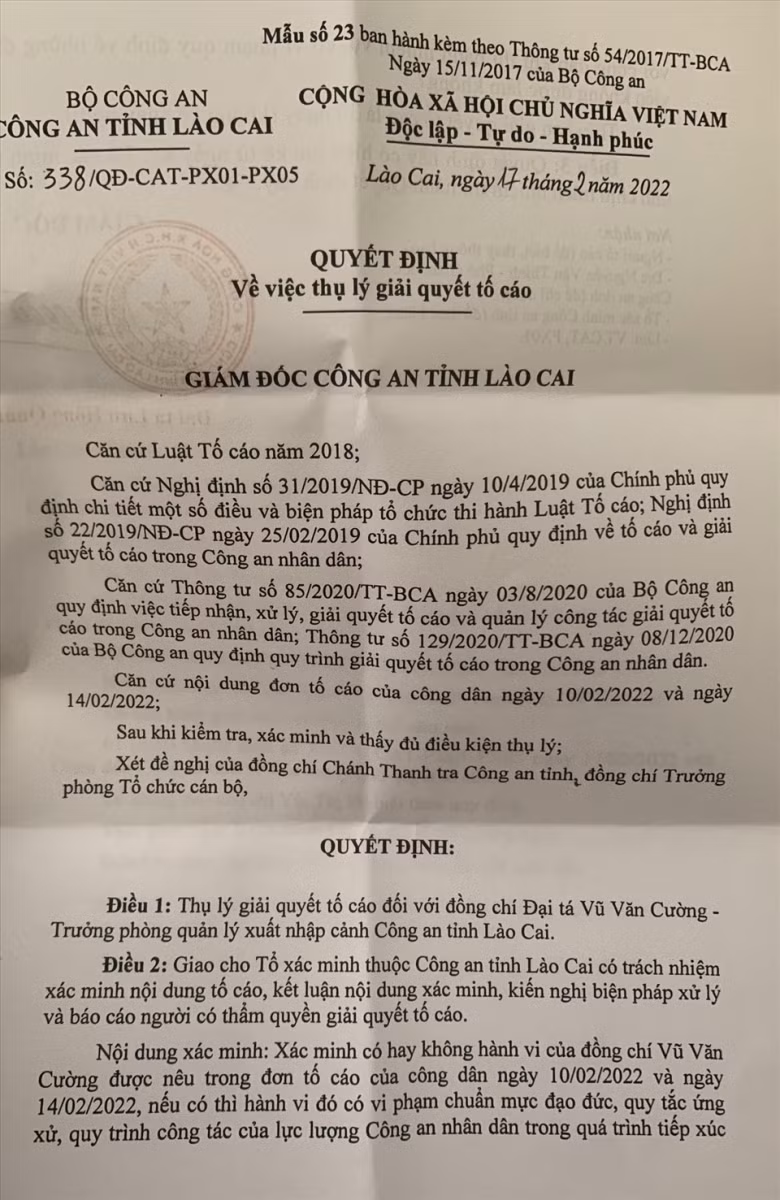 Mẫu số 23 ban hành kèm theo Thông tư số 54/2017/TT-BCA
Ngày 15/11/2017 của Bộ Công an
BỘ CÔNG AN
CÔNG AN TỈNH LÀO CAI
CỘNG HÒA XÃ HỘI CHỦ NGHĨA VIỆT NAM
Độc lập - Tự do - Hạnh phúc
Số: 338/QĐ-CAT-PX01-PX05
Lào Cai, ngày 17 tháng 2 năm 2022
QUYẾT ĐỊNH
Về việc thụ lý giải quyết tố cáo
GIÁM ĐỐC CÔNG AN TỈNH LÀO CAI
Căn cứ Luật Tố cáo năm 2018;
Căn cứ Nghị định số 31/2019/NĐ-CP ngày 10/4/2019 của Chính phủ quy
định chi tiết một số điều và biện pháp tổ chức thi hành Luật Tố cáo; Nghị định
số 22/2019/NĐ-CP ngày 25/02/2019 của Chính phủ quy định về tố cáo và giải
quyết tố cáo trong Công an nhân dân;
Căn cứ Thông tư số 85/2020/TT-BCA ngày 03/8/2020 của Bộ Công an
quy định việc tiếp nhận, xử lý, giải quyết tố cáo và quản lý công tác giải quyết tố
cáo trong Công an nhân dân; Thông tư số 129/2020/TT-BCA ngày 08/12/2020
của Bộ Công an quy định quy trình giải quyết tố cáo trong Công an nhân dân.
Căn cứ nội dung đơn tố cáo của công dân ngày 10/02/2022 và ngày
14/02/2022;
Sau khi kiểm tra, xác minh và thấy đủ điều kiện thụ lý;
Xét đề nghị của đồng chí Chánh Thanh tra Công an tỉnh, đồng chí Trưởng
phòng Tổ chức cán bộ,
QUYẾT ĐỊNH:
Điều 1: Thụ lý giải quyết tố cáo đối với đồng chí Đại tá Vũ Văn Cường -
Trưởng phòng quản lý xuất nhập cảnh Công an tỉnh Lào Cai.
Điều 2: Giao cho Tổ xác minh thuộc Công an tỉnh Lào Cai có trách nhiệm
xác minh nội dung tố cáo, kết luận nội dung xác minh, kiến nghị biện pháp xử lý
và báo cáo người có thẩm quyền giải quyết tố cáo.
Nội dung xác minh: Xác minh có hay không hành vi của đồng chí Vũ Văn
Cường được nêu trong đơn tố cáo của công dân ngày 10/02/2022 và ngày
14/02/2022, nếu có thì hành vi đó có vi phạm chuẩn mực đạo đức, quy tắc ứng
xử, quy trình công tác của lực lượng Công an nhân dân trong quá trình tiếp xúc